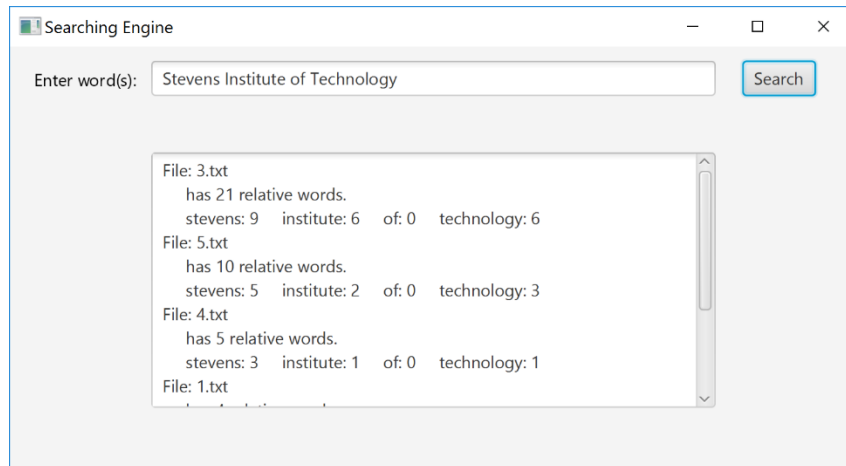 Searching Engine
Enter word(s): Stevens Institute of Technology Search
File: 3.txt
has 21 relative words.
stevens: 9 institute: 6 of: 0 technology: 6
File: 5.txt
has 10 relative words.
stevens: 5 institute: 2 of: 0 technology: 3
File: 4.txt
has 5 relative words.
stevens: 3 institute: 1 of: 0 technology: 1
File: 1.txt